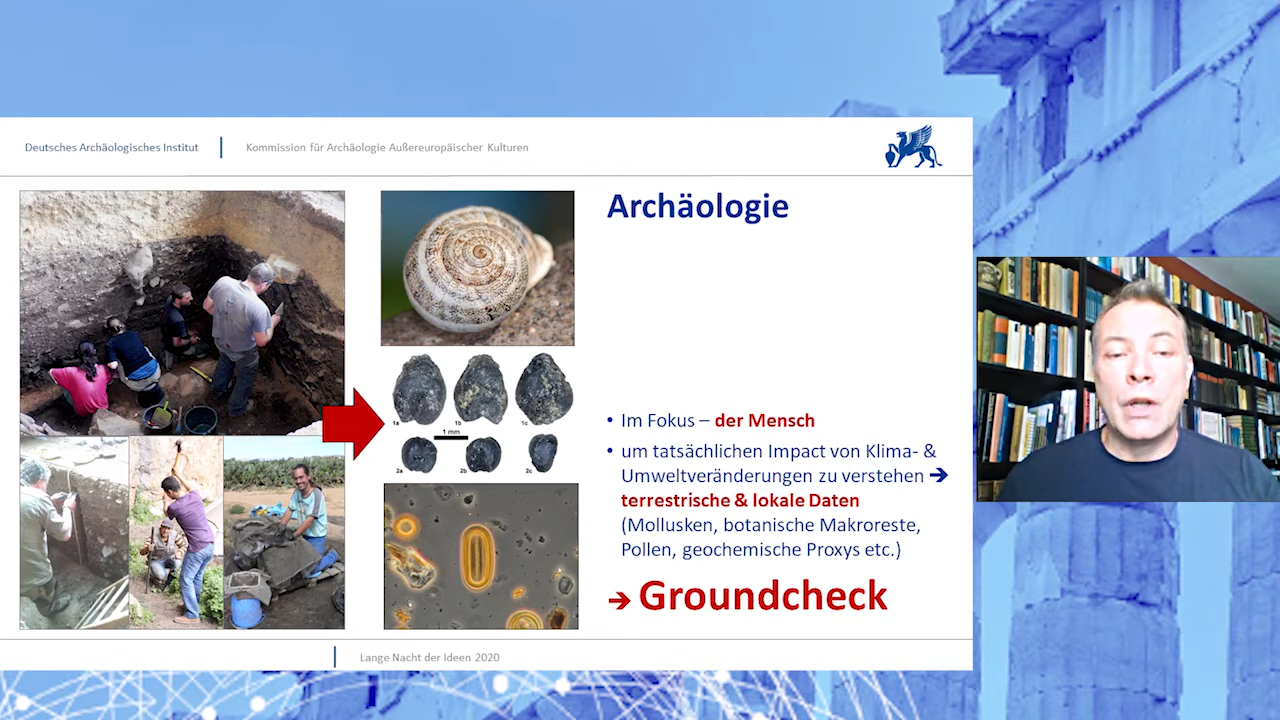 Deutsches Archäologisches Institut
Kommission für Archäologie Außereuropäischer Kulturen
Archäologie
1a
1b
1c
1 mm
2a
2b
2c
• Im Fokus – der Mensch
• um tatsächlichen Impact von Klima- &
Umweltveränderungen zu verstehen ➔
terrestrische & lokale Daten
(Mollusken, botanische Makroreste,
Pollen, geochemische Proxys etc.)
➔ Groundcheck
Lange Nacht der Ideen 2020